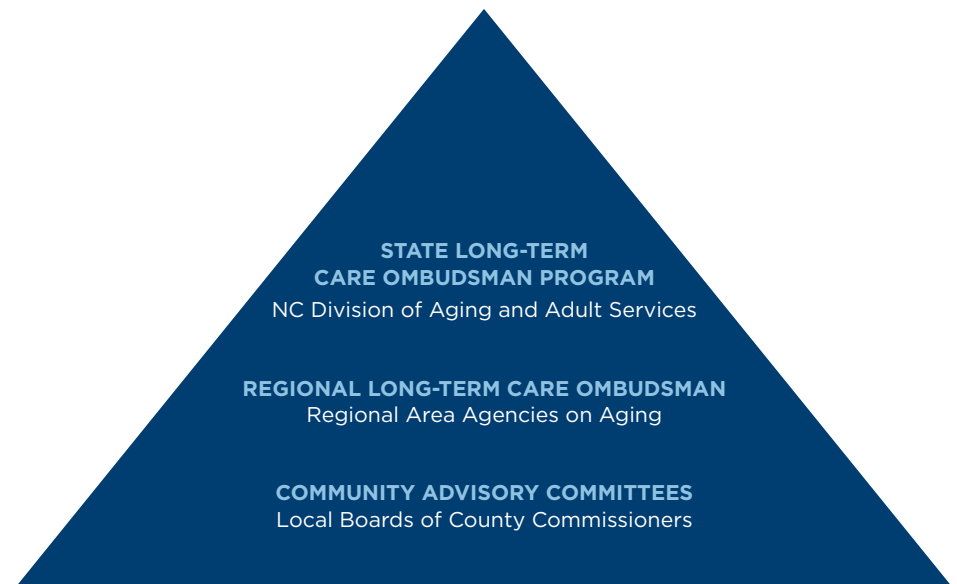 STATE LONG-TERM
CARE OMBUDSMAN PROGRAM
NC Division of Aging and Adult Services
REGIONAL LONG-TERM CARE OMBUDSMAN
Regional Area Agencies on Aging
COMMUNITY ADVISORY COMMITTEES
Local Boards of County Commissioners